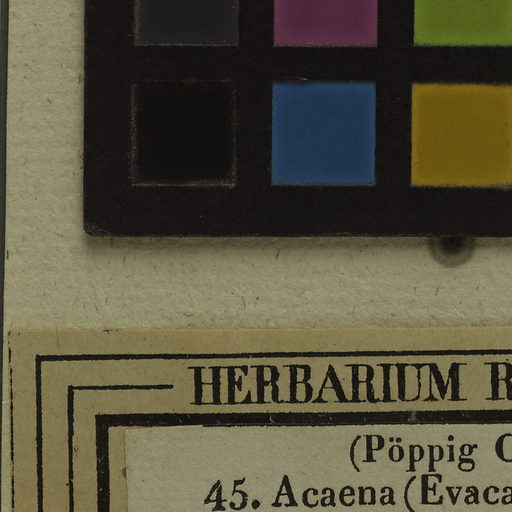 HERBARIUM
(Pöppig
45. Acaena (Evaca